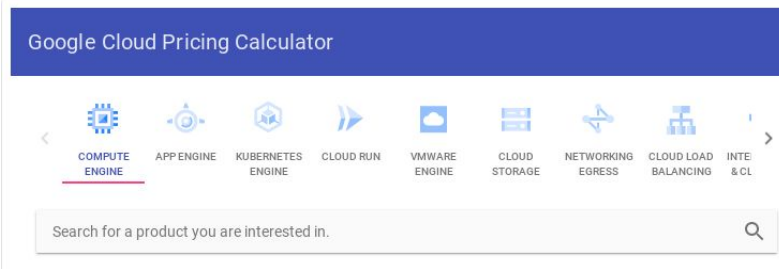 Google Cloud Pricing Calculator
COMPUTE ENGINE
APP ENGINE
KUBERNETES ENGINE
CLOUD RUN
VMWARE ENGINE
CLOUD STORAGE
NETWORKING EGRESS
CLOUD LOAD BALANCING
Search for a product you are interested in.